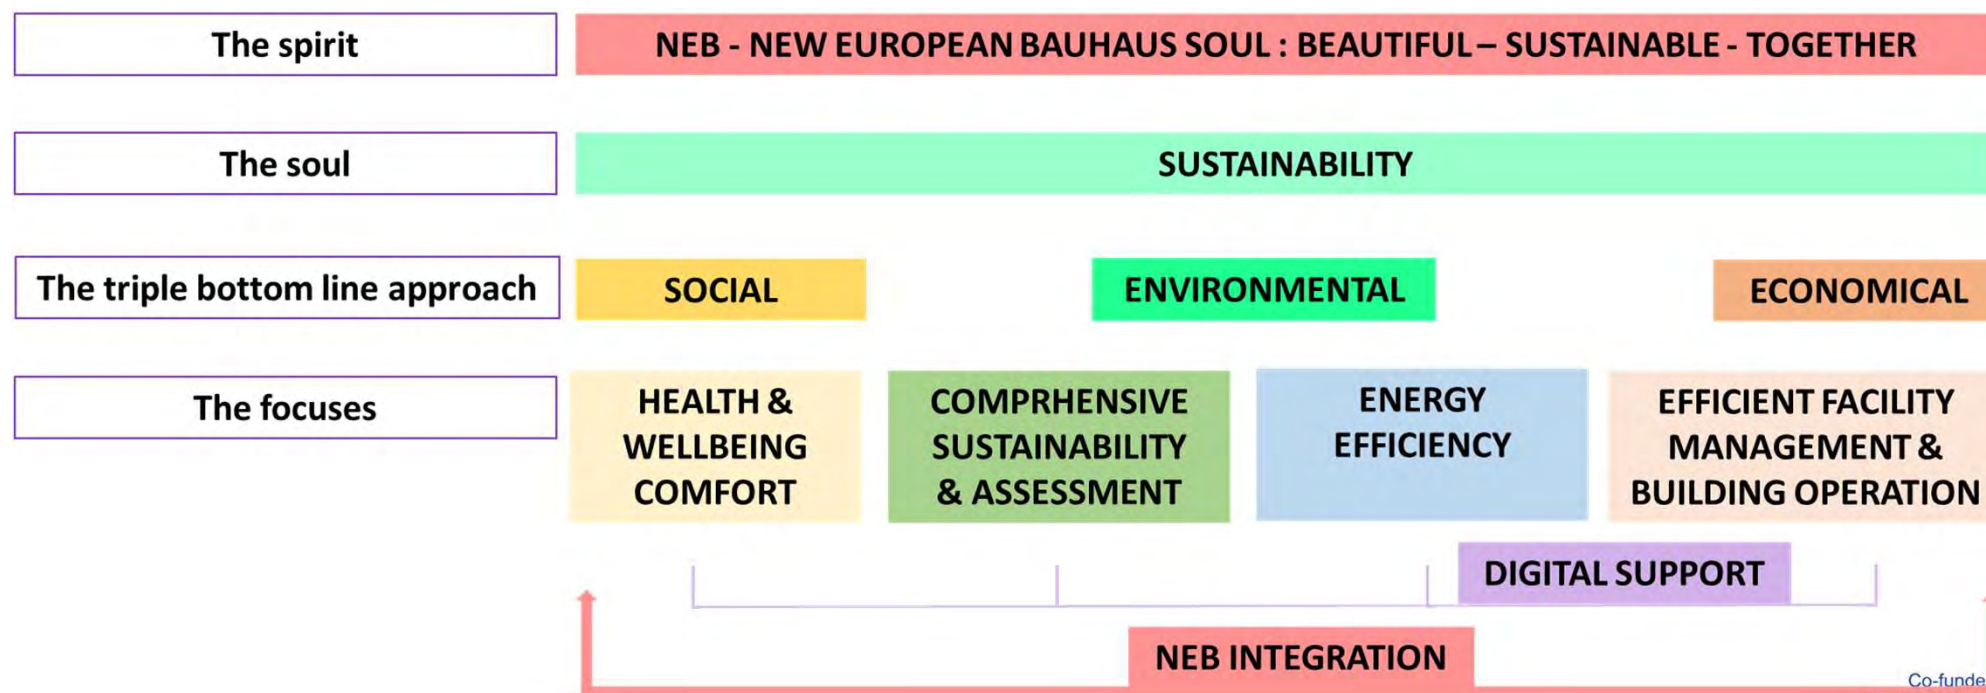 The spirit
NEB - NEW EUROPEAN BAUHAUS SOUL : BEAUTIFUL – SUSTAINABLE - TOGETHER
The soul
SUSTAINABILITY
The triple bottom line approach
SOCIAL
ENVIRONMENTAL
ECONOMICAL
The focuses
HEALTH &
WELLBEING
COMFORT
COMPRHENSIVE
SUSTAINABILITY
& ASSESSMENT
ENERGY
EFFICIENCY
EFFICIENT FACILITY
MANAGEMENT &
BUILDING OPERATION
DIGITAL SUPPORT
NEB INTEGRATION
Co-funde